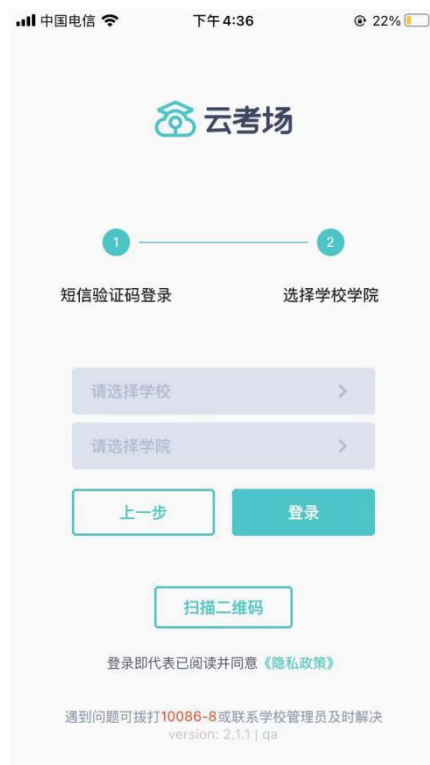 中国电信 下午4:36 22%
云考场
1 2
短信验证码登录 选择学校学院
请选择学校
请选择学院
上一步 登录
扫描二维码
登录即代表已阅读并同意《隐私政策》
遇到问题可拨打10086-8或联系学校管理员及时解决
version: 2.1.1 | qa